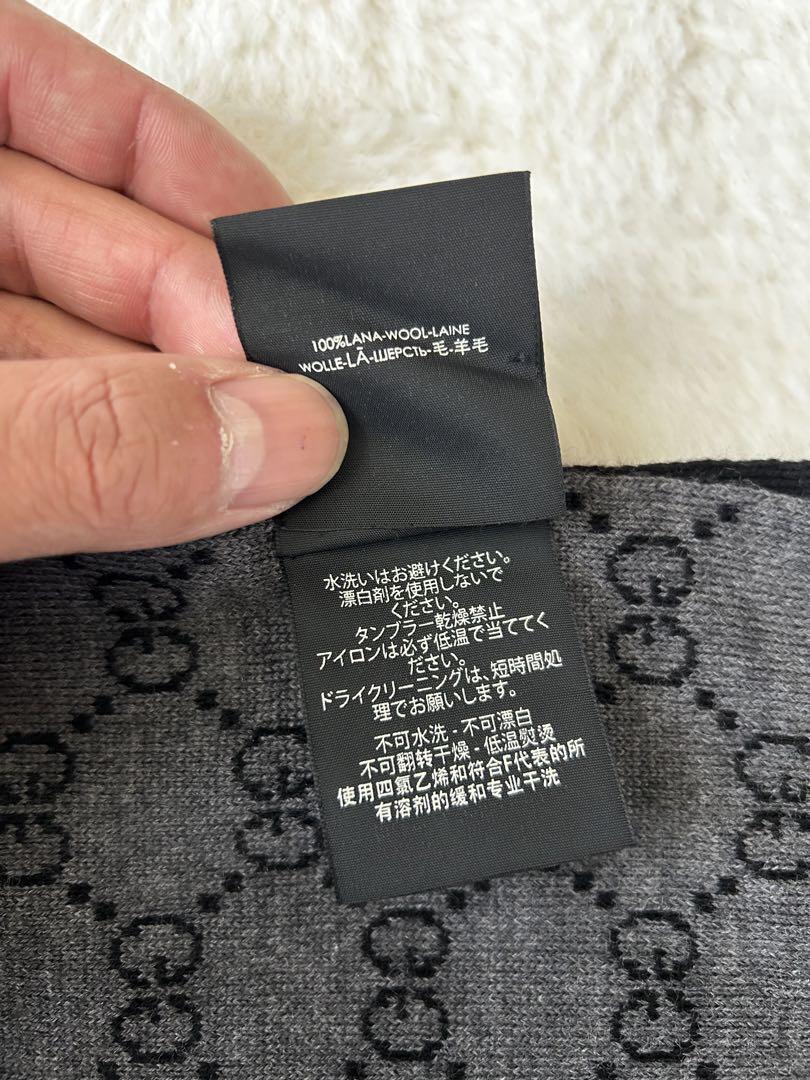 100%LANA-WOOL-LAINE
WOLLE-LÃ-ШЕРСТЬ-毛-羊毛
水洗いはお避けください。
漂白剤を使用しないで
ください。
タンブラー乾燥禁止
アイロンは必ず低温で当ててく
ださい。
ドライクリーニングは、短時間処
理でお願いします。
不可水洗 - 不可漂白
不可翻转干燥 - 低温熨烫
使用四氯乙烯和符合F代表的所
有溶剂的缓和专业干洗